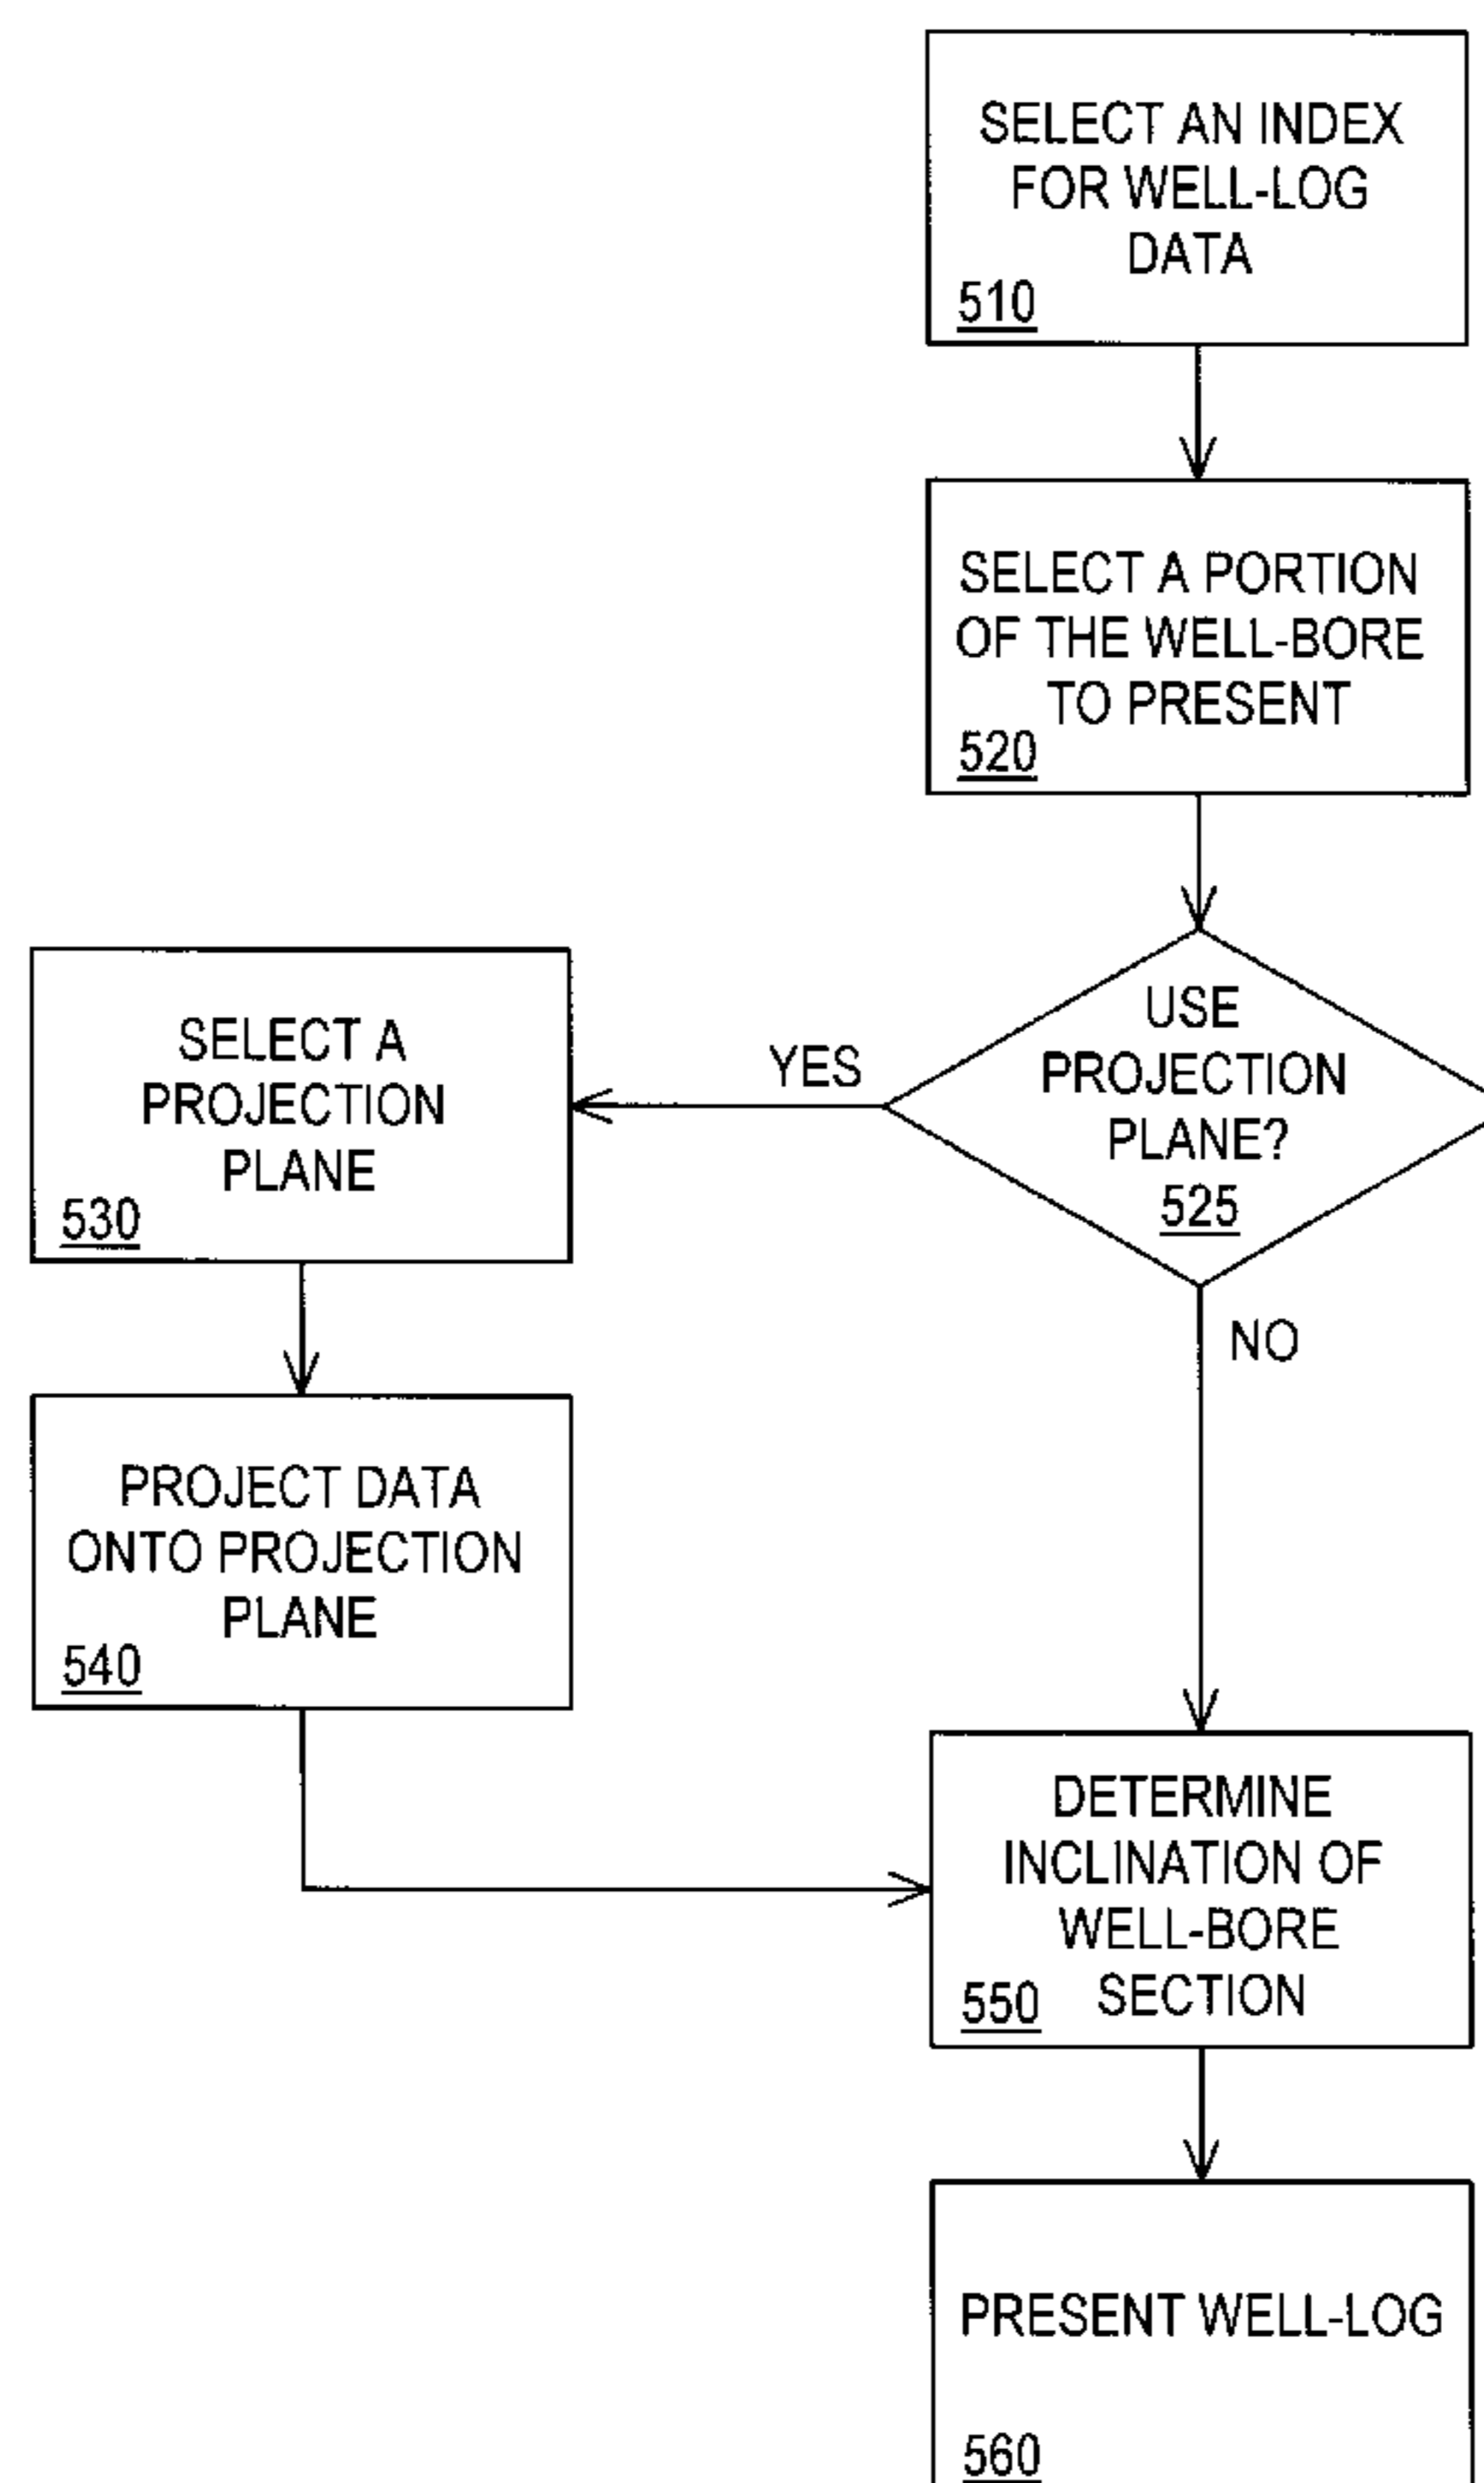 SELECT AN INDEX
FOR WELL-LOG
DATA
510
SELECT A PORTION
OF THE WELL-BORE
TO PRESENT
520
USE
PROJECTION
PLANE?
525
YES
NO
SELECT A
PROJECTION
PLANE
530
PROJECT DATA
ONTO PROJECTION
PLANE
540
DETERMINE
INCLINATION OF
WELL-BORE
SECTION
550
PRESENT WELL-LOG
560